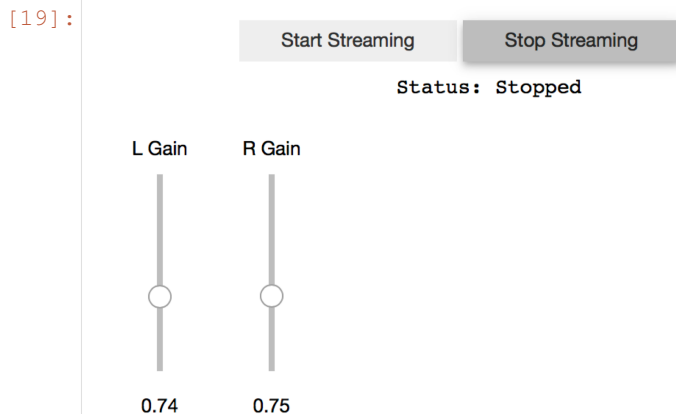 [19]:
Start Streaming Stop Streaming
Status: Stopped
L Gain R Gain
0.74 0.75